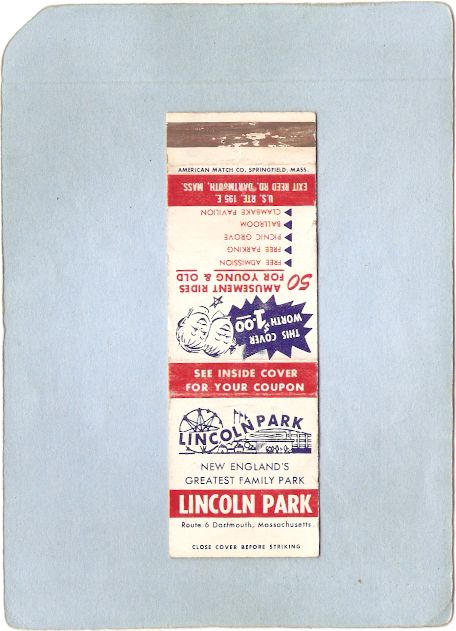 AMERICAN MATCH CO. SPRINGFIELD, MASS.
50 AMUSEMENT RIDES
FOR YOUNG & OLD
▶ FREE ADMISSION
▶ FREE PARKING
▶ PICNIC GROVE
▶ BALLROOM
▶ CLAMBAKE PAVILION
U.S. RTE. 195 E.
EXIT REED RD, DARTMOUTH, MASS.
THIS COVER
WORTH $1.00
SEE INSIDE COVER
FOR YOUR COUPON
LINCOLN PARK
NEW ENGLAND'S
GREATEST FAMILY PARK
LINCOLN PARK
Route 6 Dartmouth, Massachusetts
CLOSE COVER BEFORE STRIKING